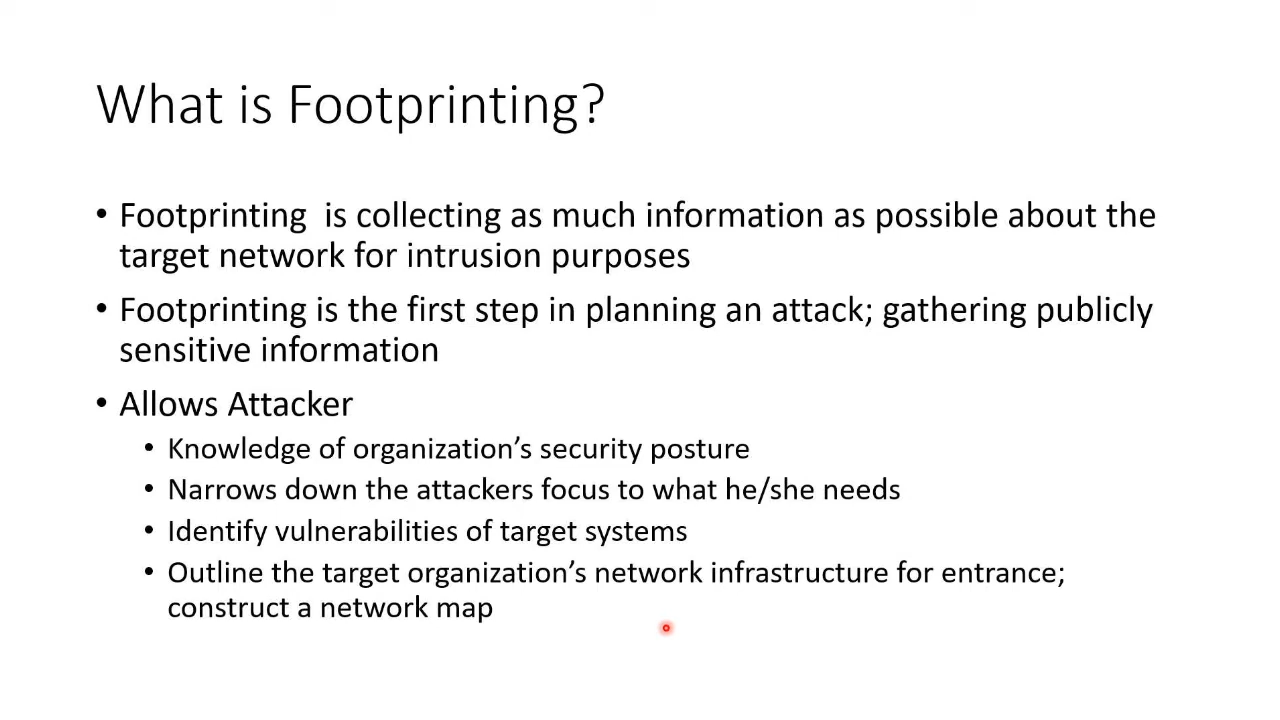 What is Footprinting?
• Footprinting  is collecting as much information as possible about the
target network for intrusion purposes
• Footprinting is the first step in planning an attack; gathering publicly
sensitive information
• Allows Attacker
• Knowledge of organization’s security posture
• Narrows down the attackers focus to what he/she needs
• Identify vulnerabilities of target systems
• Outline the target organization’s network infrastructure for entrance;
construct a network map